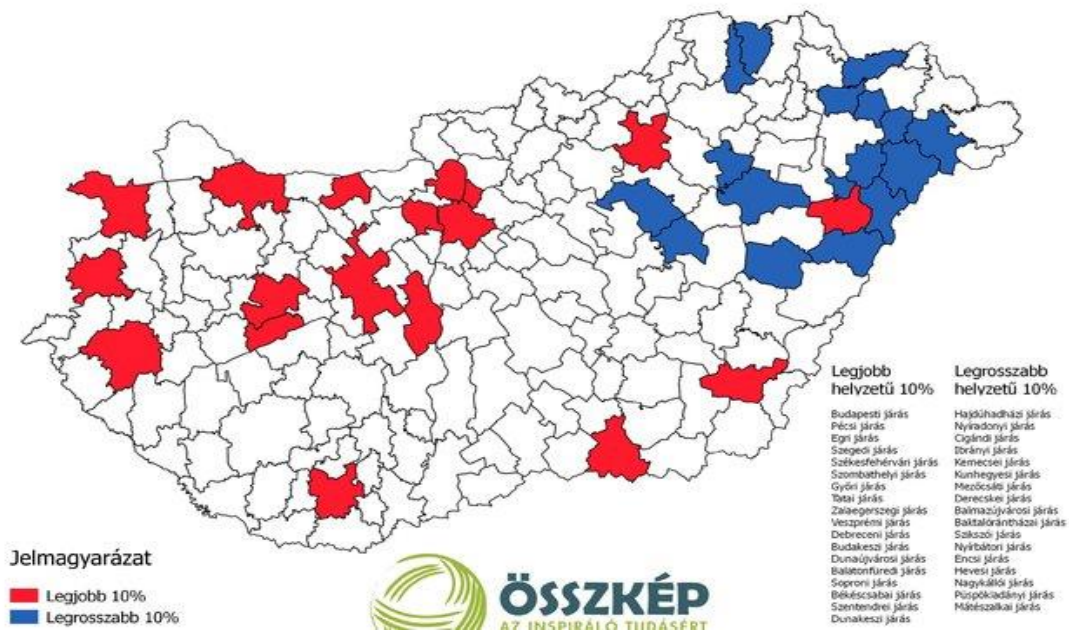 Legjobb
helyzetű 10%
Budapesti járás
Pécsi járás
Egri járás
Szegedi járás
Székesfehérvári járás
Szombathelyi járás
Győri járás
Tatai járás
Zalaegerszegi járás
Veszprémi járás
Debreceni járás
Budakeszi járás
Dunaújvárosi járás
Balatonfüredi járás
Soproni járás
Békéscsabai járás
Szentendrei járás
Dunakeszi járás
Legrosszabb
helyzetű 10%
Hajdúhadházi járás
Nyíradonyi járás
Cigándi járás
Ibrányi járás
Kemecsei járás
Kunhegyesi járás
Mezőcsáti járás
Derecskei járás
Balmazújvárosi járás
Baktalórántházai járás
Szikszói járás
Nyírbátori járás
Encsi járás
Hevesi járás
Nagykállói járás
Püspökladányi járás
Mátészalkai járás
Jelmagyarázat
Legjobb 10%
Legrosszabb 10%
ÖSSZKÉP
AZ INSPIRÁLÓ TUDÁSÉRT